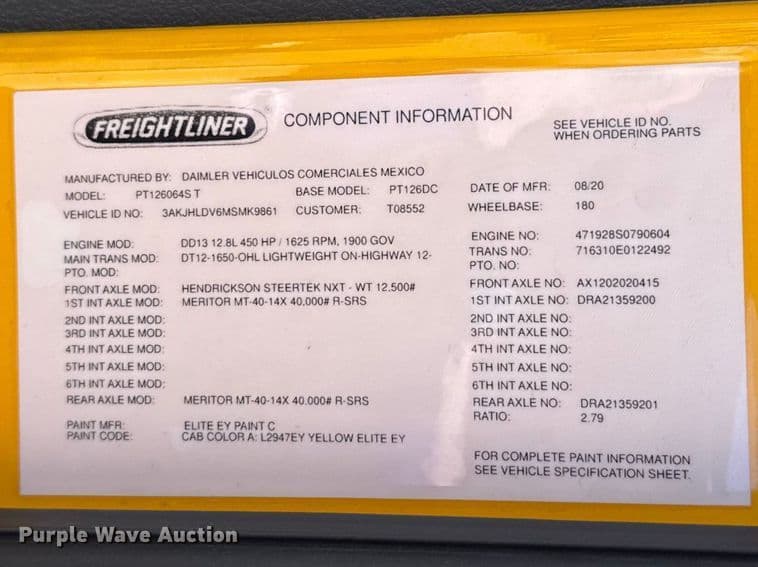 FREIGHTLINER COMPONENT INFORMATION
SEE VEHICLE ID NO.
WHEN ORDERING PARTS
MANUFACTURED BY: DAIMLER VEHICULOS COMERCIALES MEXICO
MODEL: PT126064S T BASE MODEL: PT126DC DATE OF MFR: 08/20
VEHICLE ID NO: 3AKJHLDV6MSMK9861 CUSTOMER: T08552 WHEELBASE: 180
ENGINE MOD: DD13 12.8L 450 HP / 1625 RPM, 1900 GOV ENGINE NO: 471928S0790604
MAIN TRANS MOD: DT12-1650-OHL LIGHTWEIGHT ON-HIGHWAY 12- TRANS NO: 716310E0122492
PTO. MOD: PTO. NO:
FRONT AXLE MOD: HENDRICKSON STEERTEK NXT - WT 12.500# FRONT AXLE NO: AX1202020415
1ST INT AXLE MOD: MERITOR MT-40-14X 40.000# R-SRS 1ST INT AXLE NO: DRA21359200
2ND INT AXLE MOD: 2ND INT AXLE NO:
3RD INT AXLE MOD: 3RD INT AXLE NO:
4TH INT AXLE MOD: 4TH INT AXLE NO:
5TH INT AXLE MOD: 5TH INT AXLE NO:
6TH INT AXLE MOD: 6TH INT AXLE NO:
REAR AXLE MOD: MERITOR MT-40-14X 40.000# R-SRS REAR AXLE NO: DRA21359201
RATIO: 2.79
PAINT MFR: ELITE EY PAINT C
PAINT CODE: CAB COLOR A: L2947EY YELLOW ELITE EY
FOR COMPLETE PAINT INFORMATION
SEE VEHICLE SPECIFICATION SHEET.
Purple Wave Auction